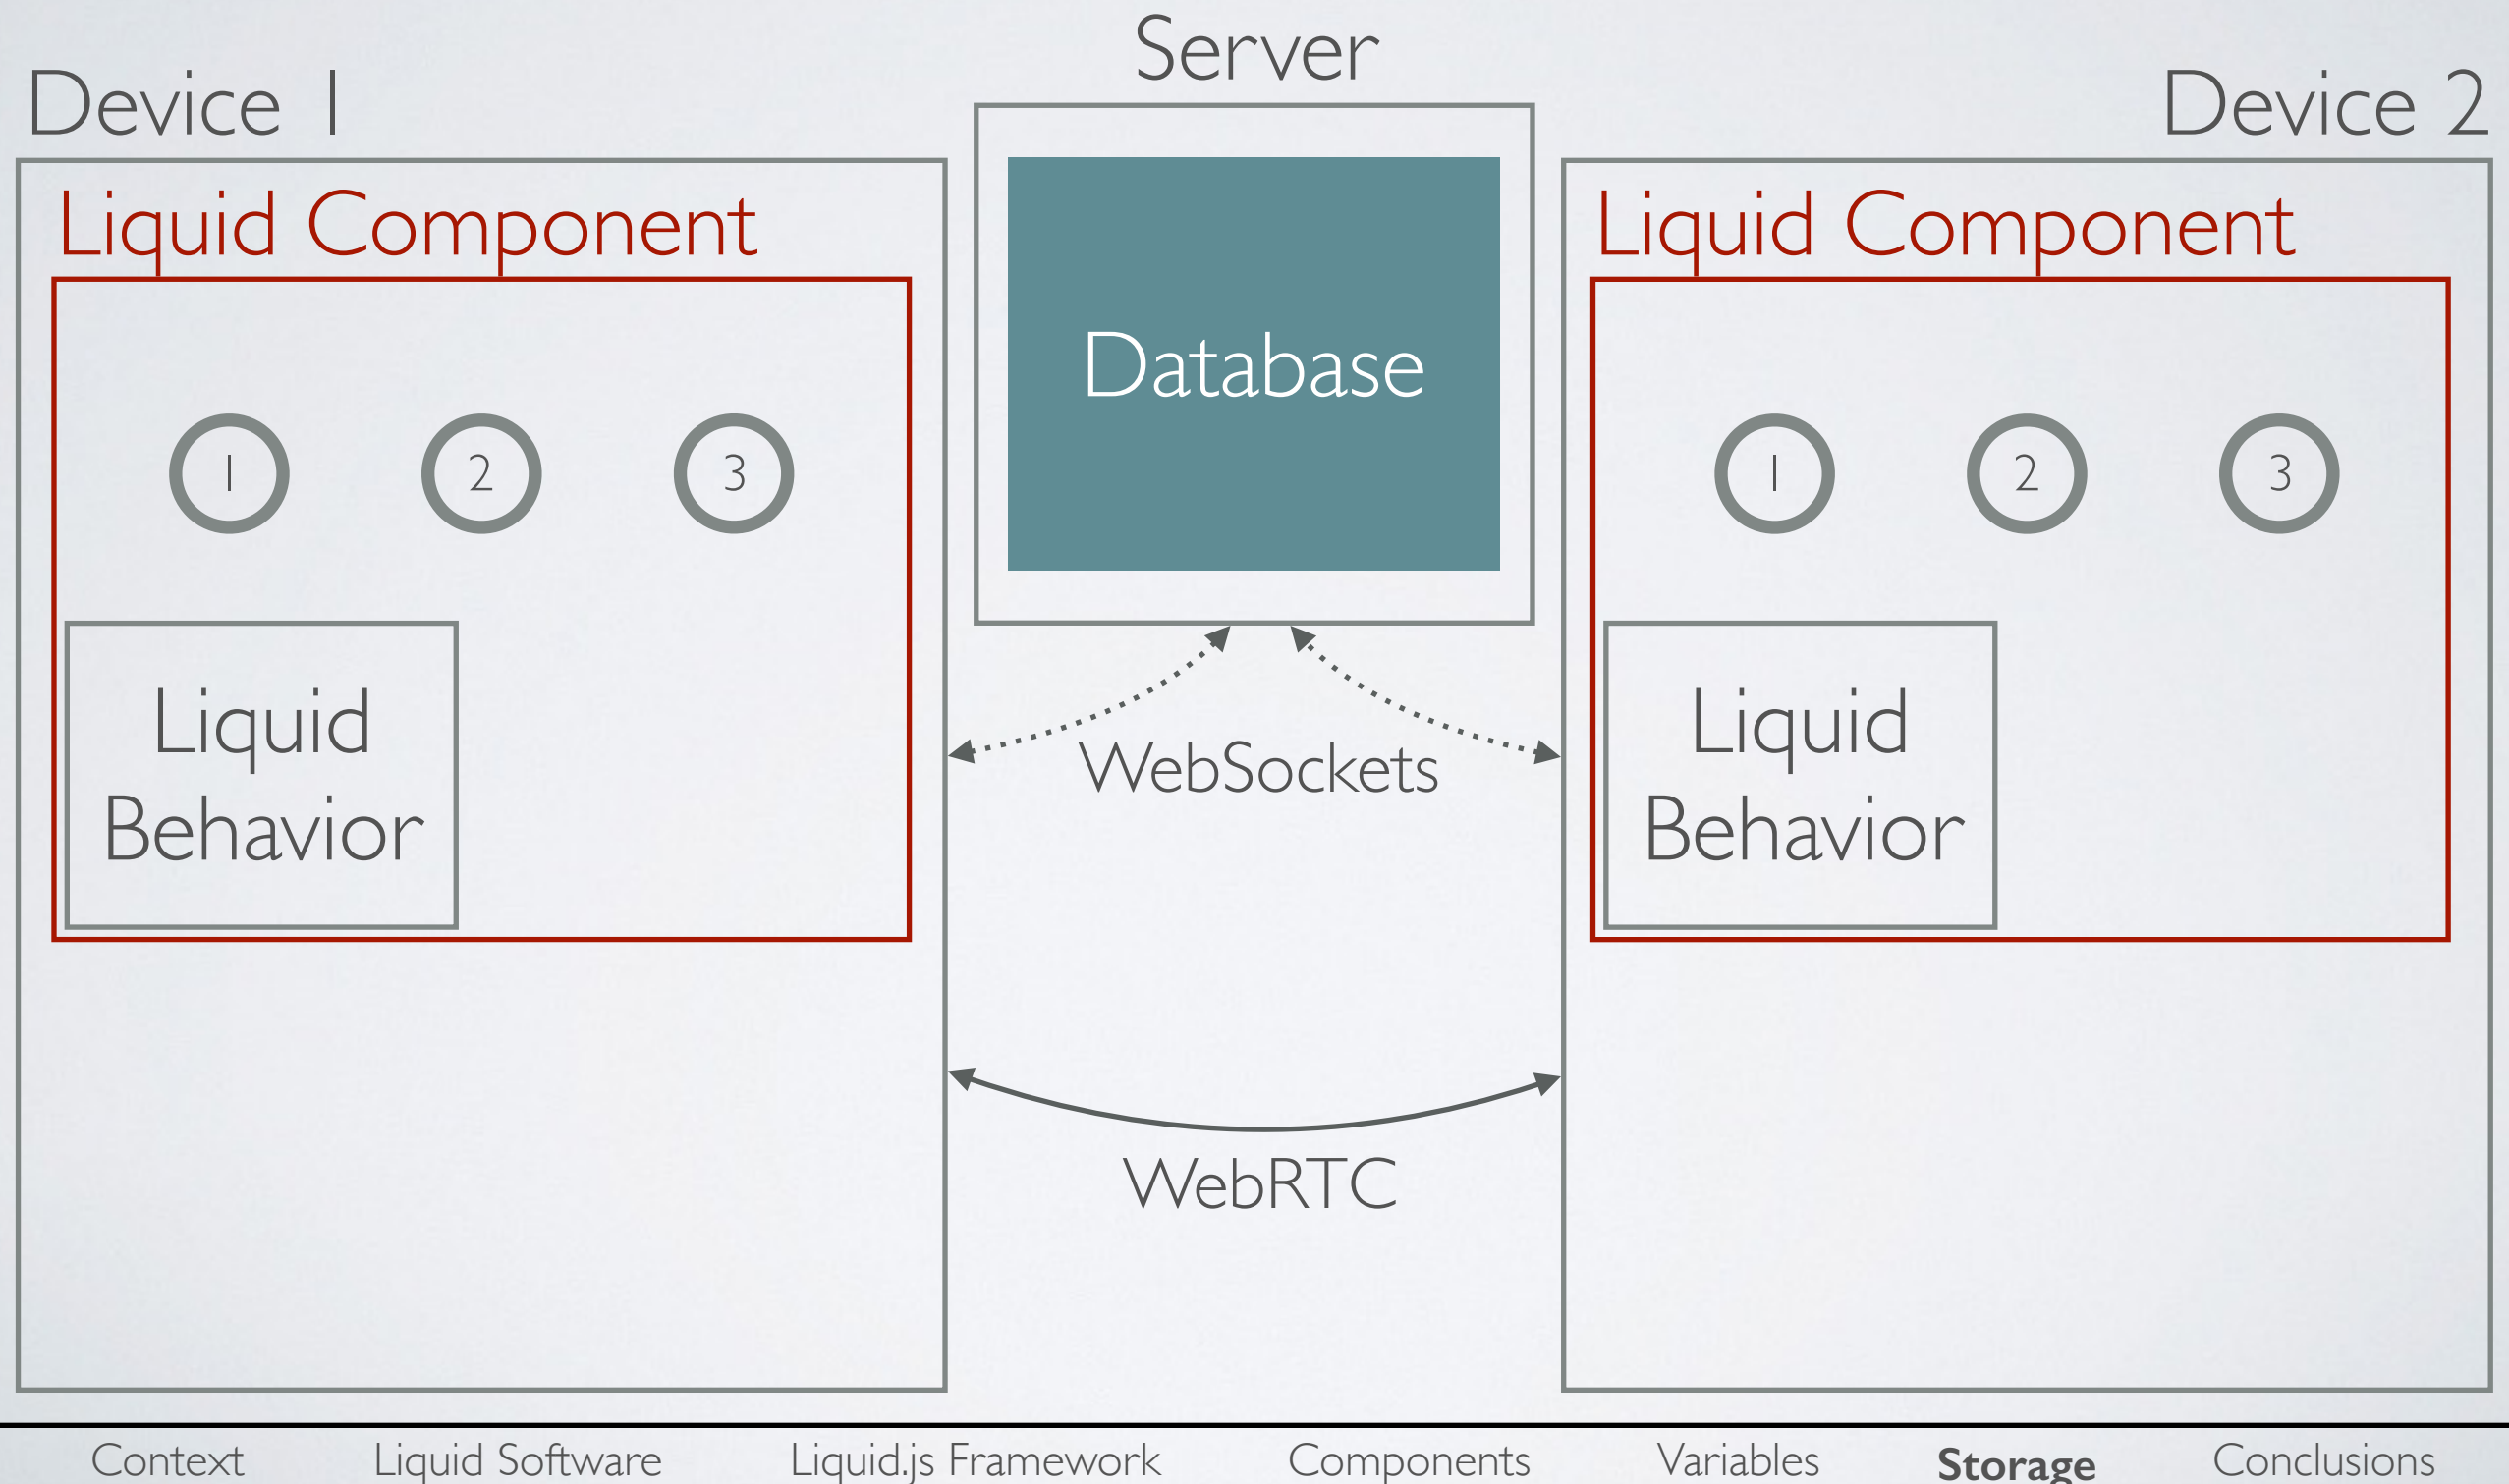 Server
Device 1
Device 2
Liquid Component
1
2
3
Liquid
Behavior
Database
WebSockets
WebRTC
Liquid Component
1
2
3
Liquid
Behavior
Context
Liquid Software
Liquid.js Framework
Components
Variables
Storage
Conclusions